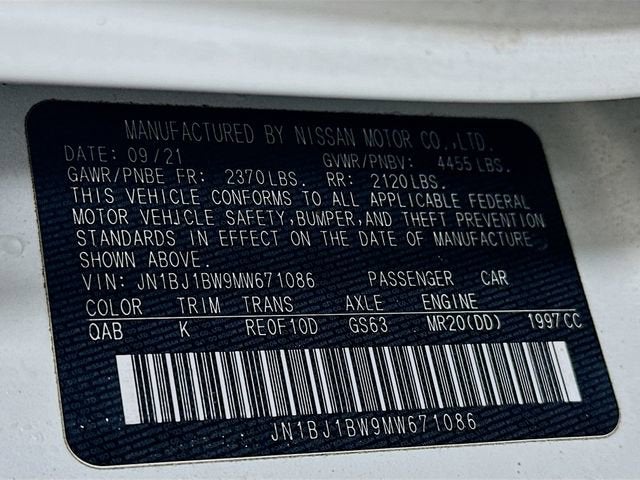 MANUFACTURED BY NISSAN MOTOR CO., LTD.
DATE: 09/21 GVWR/PNBV: 4455 LBS.
GAWR/PNBE FR: 2370 LBS. RR: 2120 LBS.
THIS VEHICLE CONFORMS TO ALL APPLICABLE FEDERAL
MOTOR VEHICLE SAFETY, BUMPER, AND THEFT PREVENTION
STANDARDS IN EFFECT ON THE DATE OF MANUFACTURE
SHOWN ABOVE.
VIN: JN1BJ1BW9MW671086 PASSENGER CAR
COLOR TRIM TRANS AXLE ENGINE
QAB K RE0F10D GS63 MR20(DD) 1997CC
JN1BJ1BW9MW671086